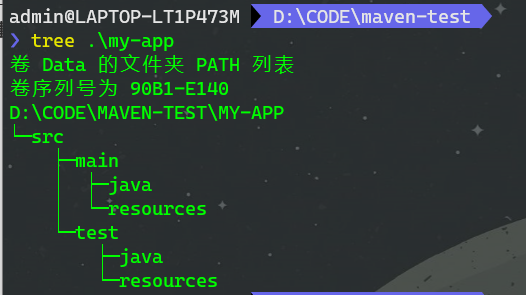 admin@LAPTOP-LT1P473M D:\CODE\maven-test
❯ tree .\my-app
卷 Data 的文件夹 PATH 列表
卷序列号为 90B1-E140
D:\CODE\MAVEN-TEST\MY-APP
└─src
    ├─main
    │  ├─java
    │  └─resources
    └─test
        ├─java
        └─resources